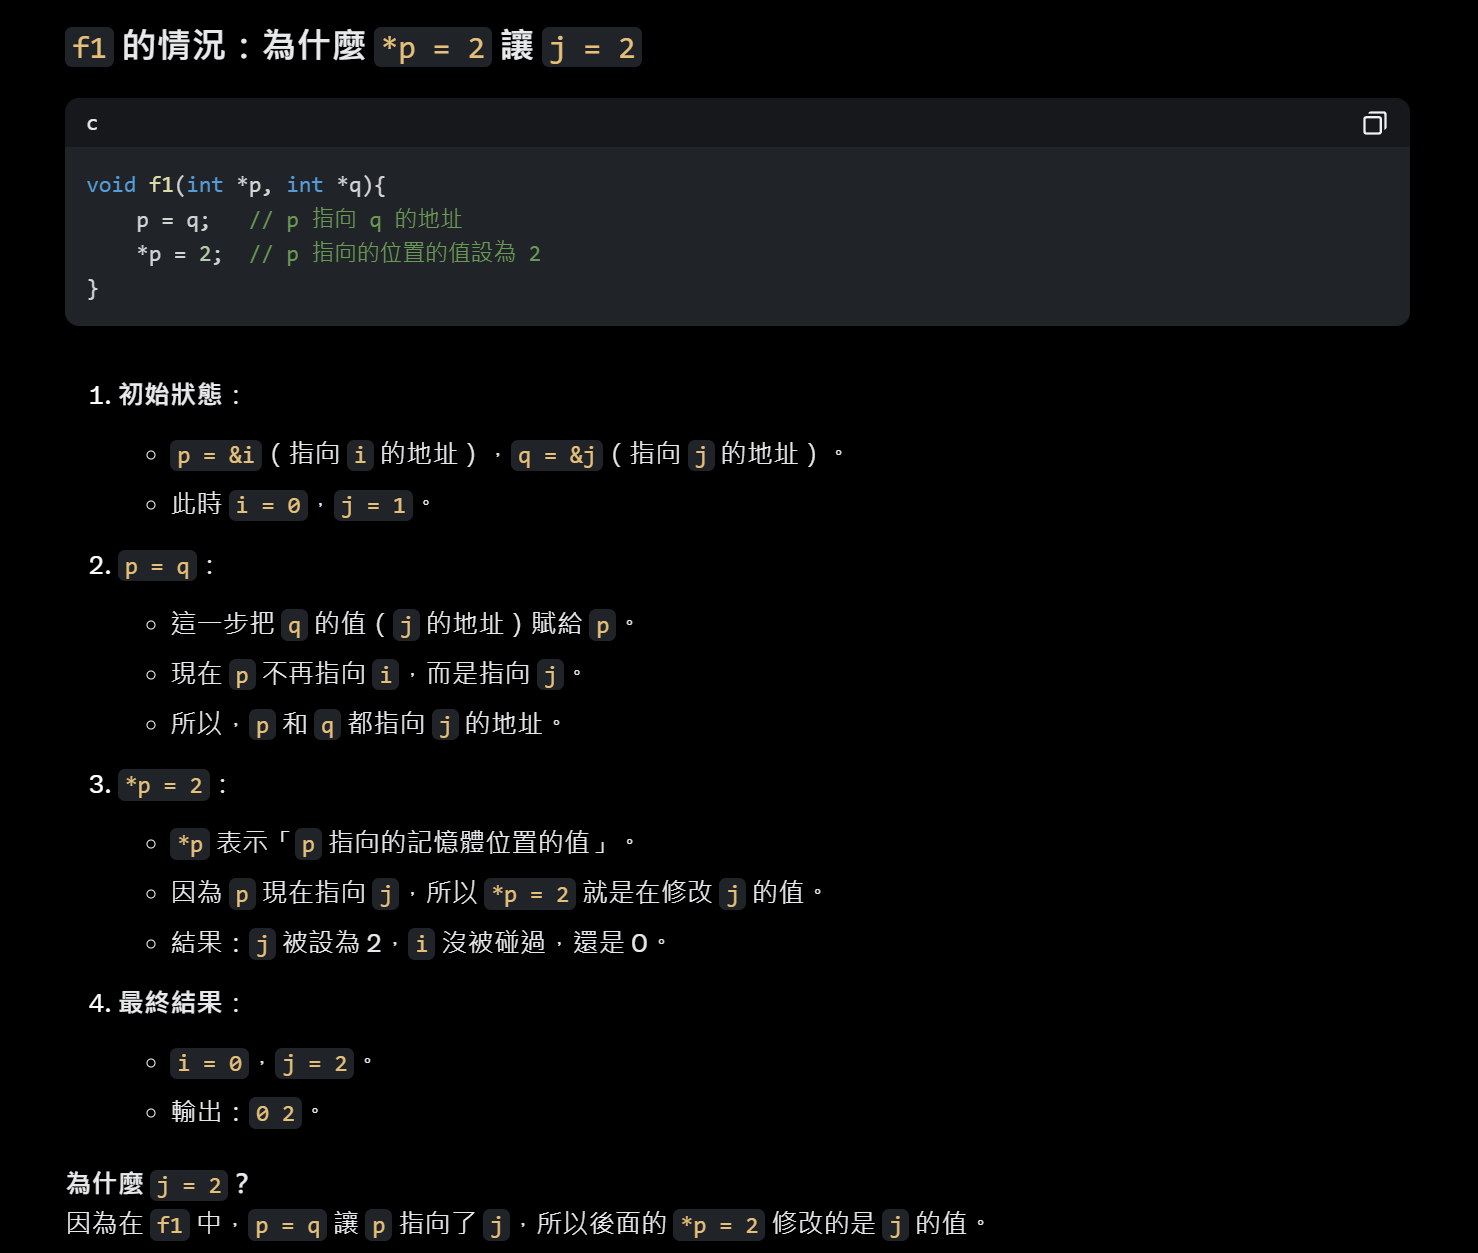 f1 的情況：為什麼 *p = 2 讓 j = 2
c
void f1(int *p, int *q){
    p = q;   // p 指向 q 的地址
    *p = 2;  // p 指向的位置的值設為 2
}
1. 初始狀態：
p = &i（指向 i 的地址），q = &j（指向 j 的地址）。
此時 i = 0，j = 1。
2. p = q：
這一步把 q 的值（j 的地址）賦給 p。
現在 p 不再指向 i，而是指向 j。
所以，p 和 q 都指向 j 的地址。
3. *p = 2：
*p 表示「p 指向的記憶體位置的值」。
因為 p 現在指向 j，所以 *p = 2 就是在修改 j 的值。
結果：j 被設為 2，i 沒被碰過，還是 0。
4. 最終結果：
i = 0，j = 2。
輸出：0 2。
為什麼 j = 2？
因為在 f1 中，p = q 讓 p 指向了 j，所以後面的 *p = 2 修改的是 j 的值。